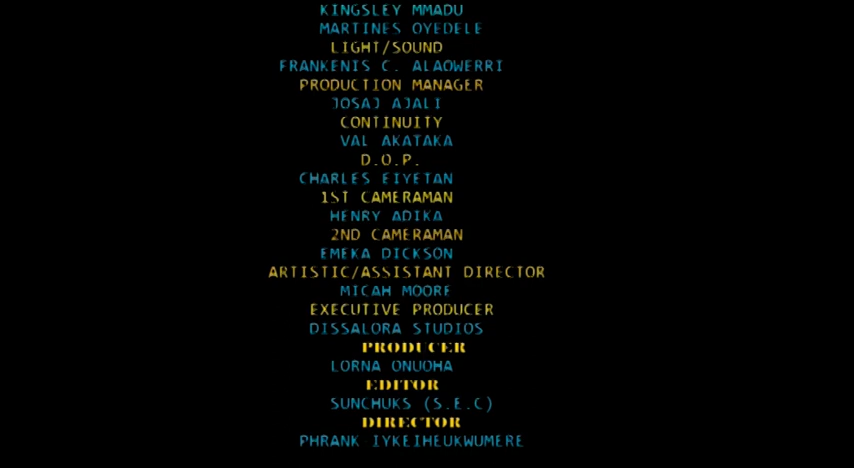 KINGSLEY MMADU
MARTINES OYEDELE
LIGHT/SOUND
FRANKENIS C. ALAOWERRI
PRODUCTION MANAGER
JOSAJ AJALI
CONTINUITY
VAL AKATAKA
D.O.P.
CHARLES EIYETAN
1ST CAMERAMAN
HENRY ADIKA
2ND CAMERAMAN
EMEKA DICKSON
ARTISTIC/ASSISTANT DIRECTOR
MICAH MOORE
EXECUTIVE PRODUCER
DISSALORA STUDIOS
PRODUCER
LORNA ONUOHA
EDITOR
SUNCHUKS (S.E.C)
DIRECTOR
PHRANK IYKEIHEUKWUMERE